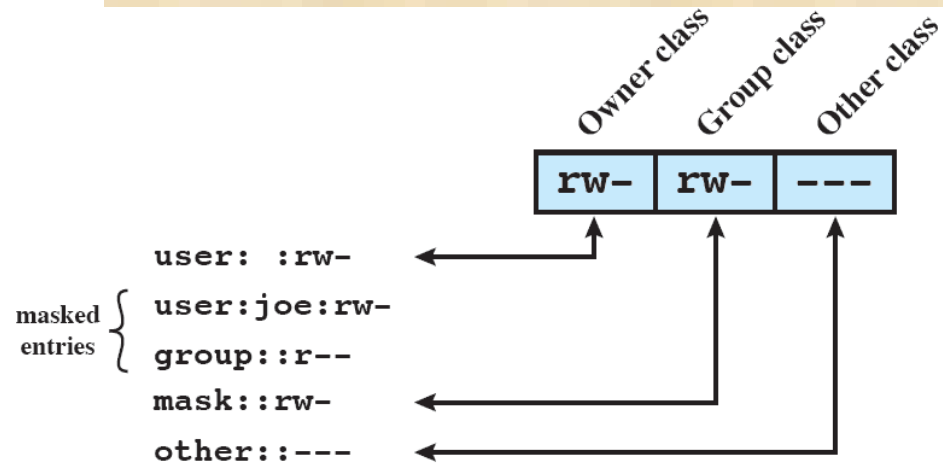 Owner class
Group class
Other class
rw- rw- ---
user: :rw-
masked
entries
user:joe:rw-
group::r--
mask::rw-
other::---